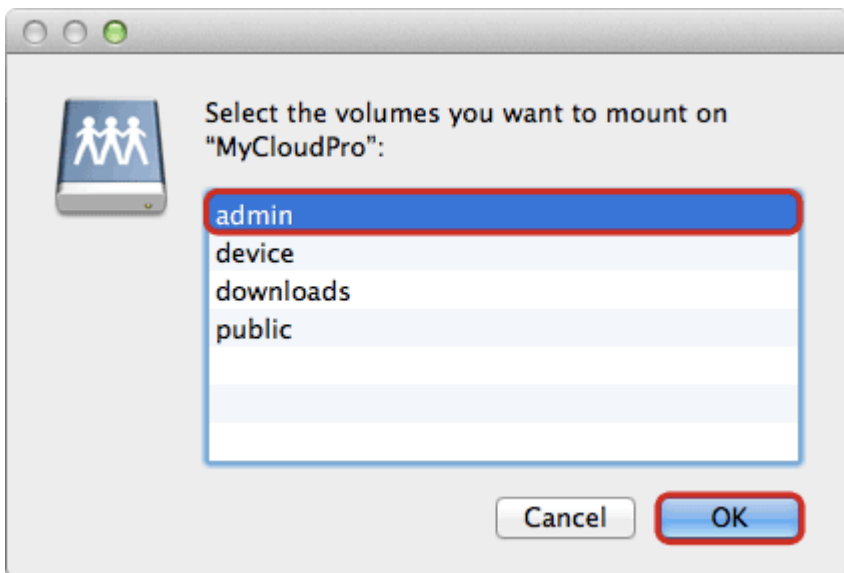 Select the volumes you want to mount on
“MyCloudPro”:
admin
device
downloads
public
Cancel
OK